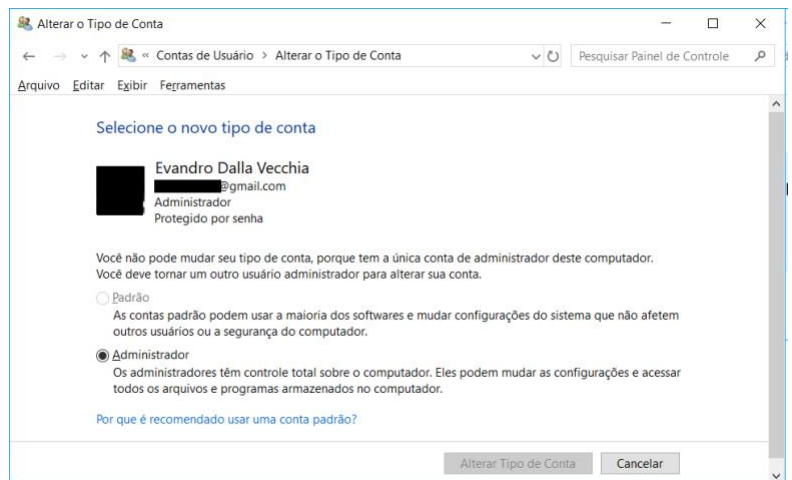 Alterar o Tipo de Conta
« Contas de Usuário > Alterar o Tipo de Conta
Pesquisar Painel de Controle
Arquivo Editar Exibir Ferramentas
Selecione o novo tipo de conta
Evandro Dalla Vecchia
@gmail.com
Administrador
Protegido por senha
Você não pode mudar seu tipo de conta, porque tem a única conta de administrador deste computador.
Você deve tornar um outro usuário administrador para alterar sua conta.
Padrão
As contas padrão podem usar a maioria dos softwares e mudar configurações do sistema que não afetem
outros usuários ou a segurança do computador.
Administrador
Os administradores têm controle total sobre o computador. Eles podem mudar as configurações e acessar
todos os arquivos e programas armazenados no computador.
Por que é recomendado usar uma conta padrão?
Alterar Tipo de Conta Cancelar